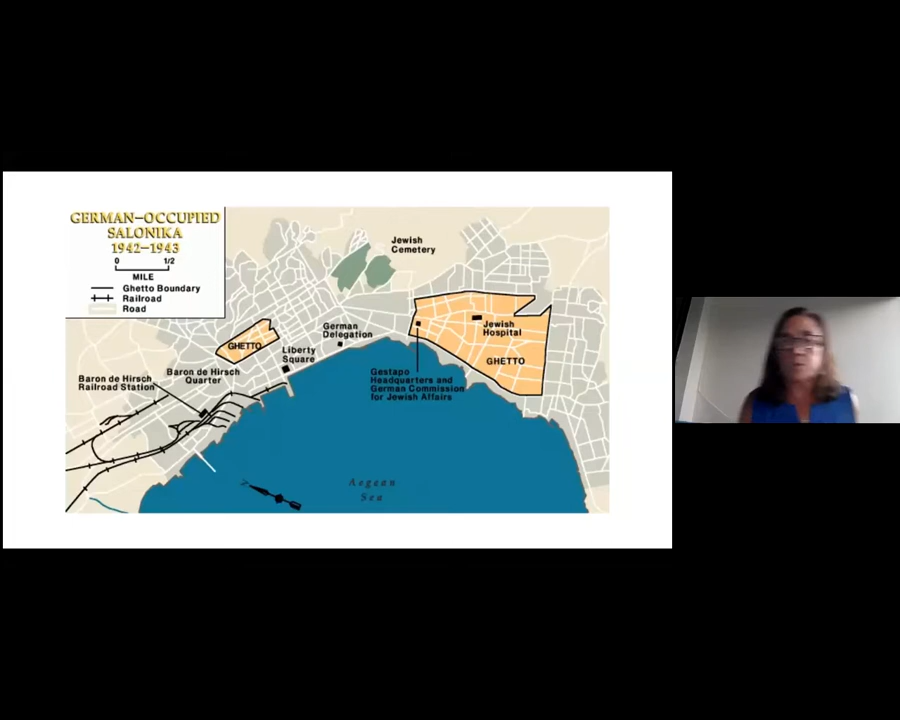 GERMAN–OCCUPIED
SALONIKA
1942–1943
0 1/2
MILE
Ghetto Boundary
Railroad
Road
Jewish
Cemetery
German
Delegation
Jewish
Hospital
GHETTO
GHETTO
Liberty
Square
Baron de Hirsch
Quarter
Baron de Hirsch
Railroad Station
Gestapo
Headquarters and
German Commission
for Jewish Affairs
Aegean
Sea